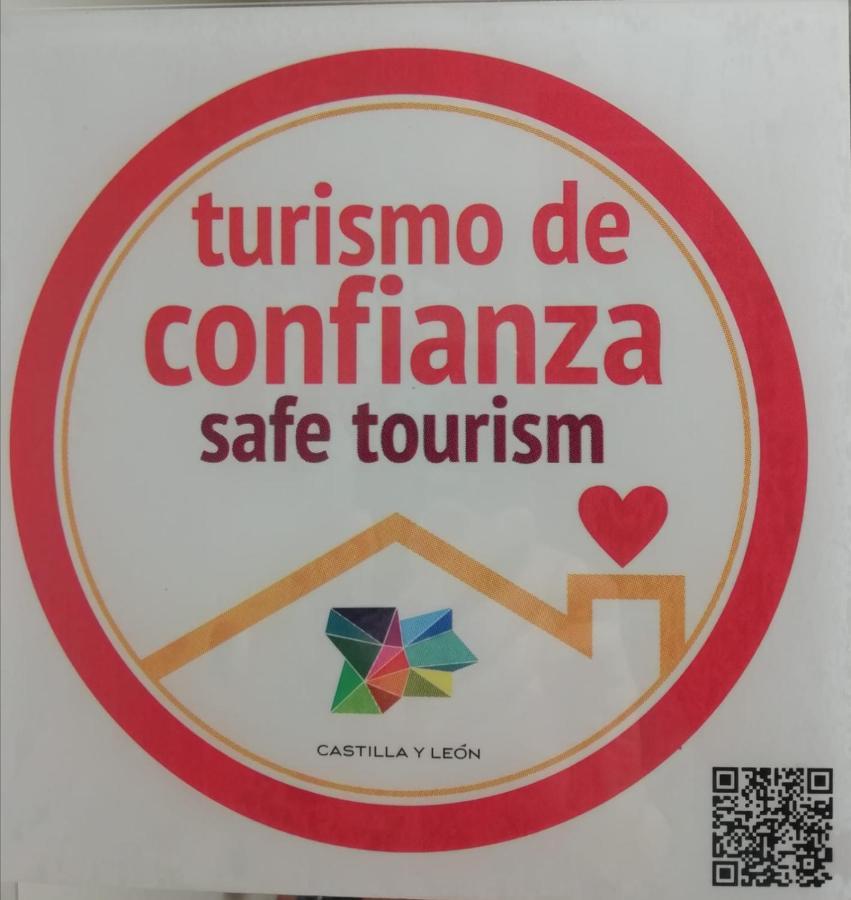 turismo de
confianza
safe tourism
CASTILLA Y LEÓN